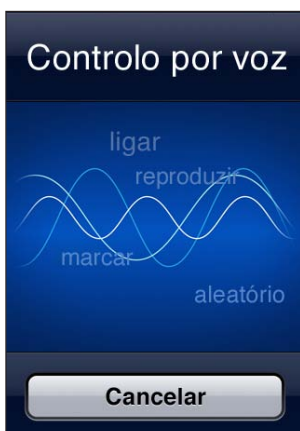 Controlo por voz
ligar
reproduzir
marcar
aleatório
Cancelar